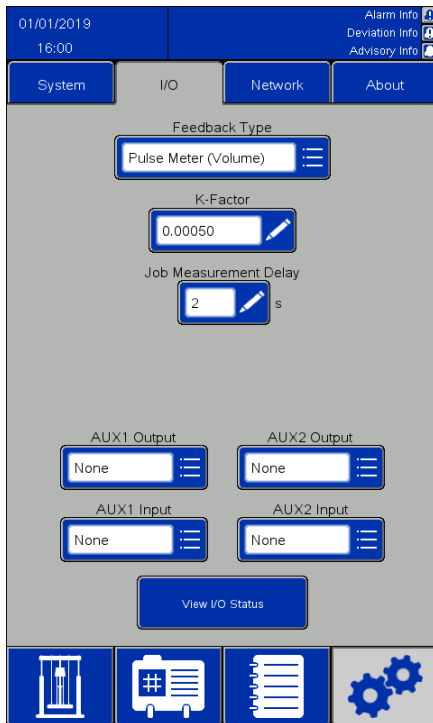 01/01/2019
16:00
Alarm Info
Deviation Info
Advisory Info
System
I/O
Network
About
Feedback Type
Pulse Meter (Volume)
K-Factor
0.00050
Job Measurement Delay
2 s
AUX1 Output
AUX2 Output
None
None
AUX1 Input
AUX2 Input
None
None
View I/O Status
#